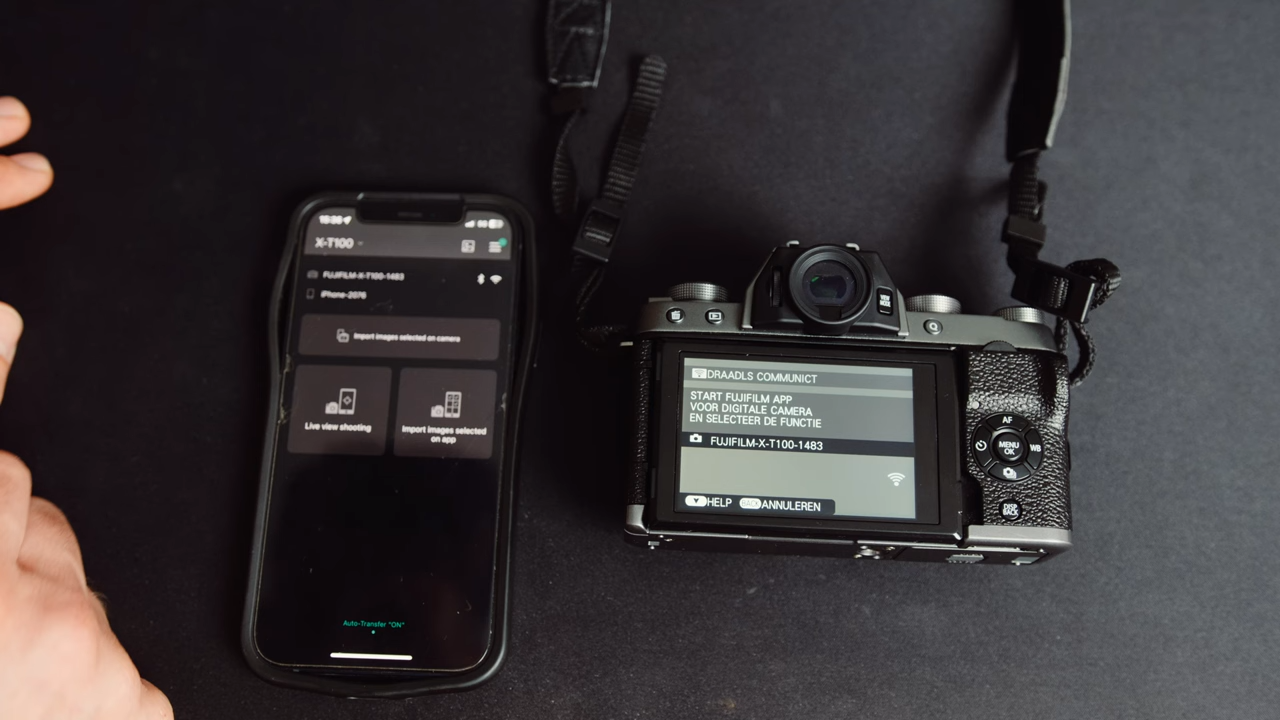 X-T100
FUJIFILM-X-T100-1483
iPhone-2076
Import images selected on camera
Live view shooting
Import images selected
on app
Auto-Transfer "ON"
VIEW
MODE
Q
DRAADLS COMMUNICT
START FUJIFILM APP
VOOR DIGITALE CAMERA
EN SELECTEER DE FUNCTIE
FUJIFILM-X-T100-1483
HELP BACK ANNULEREN
AF
MENU
OK
WB
DISP
BACK